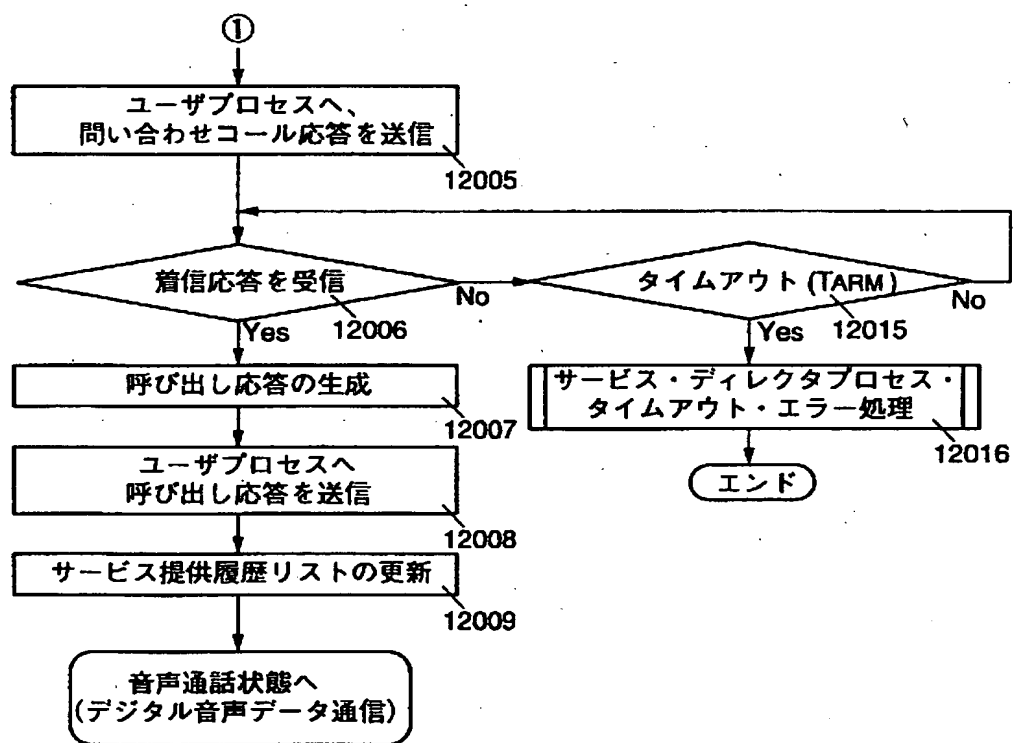 ①
ユーザプロセスへ、
問い合わせコール応答を送信
12005
着信応答を受信
No
12006
Yes
タイムアウト (TARM)
No
12015
Yes
呼び出し応答の生成
12007
サービス・ディレクタプロセス・
タイムアウト・エラー処理
12016
ユーザプロセスへ
呼び出し応答を送信
12008
エンド
サービス提供履歴リストの更新
12009
音声通話状態へ
(デジタル音声データ通信)